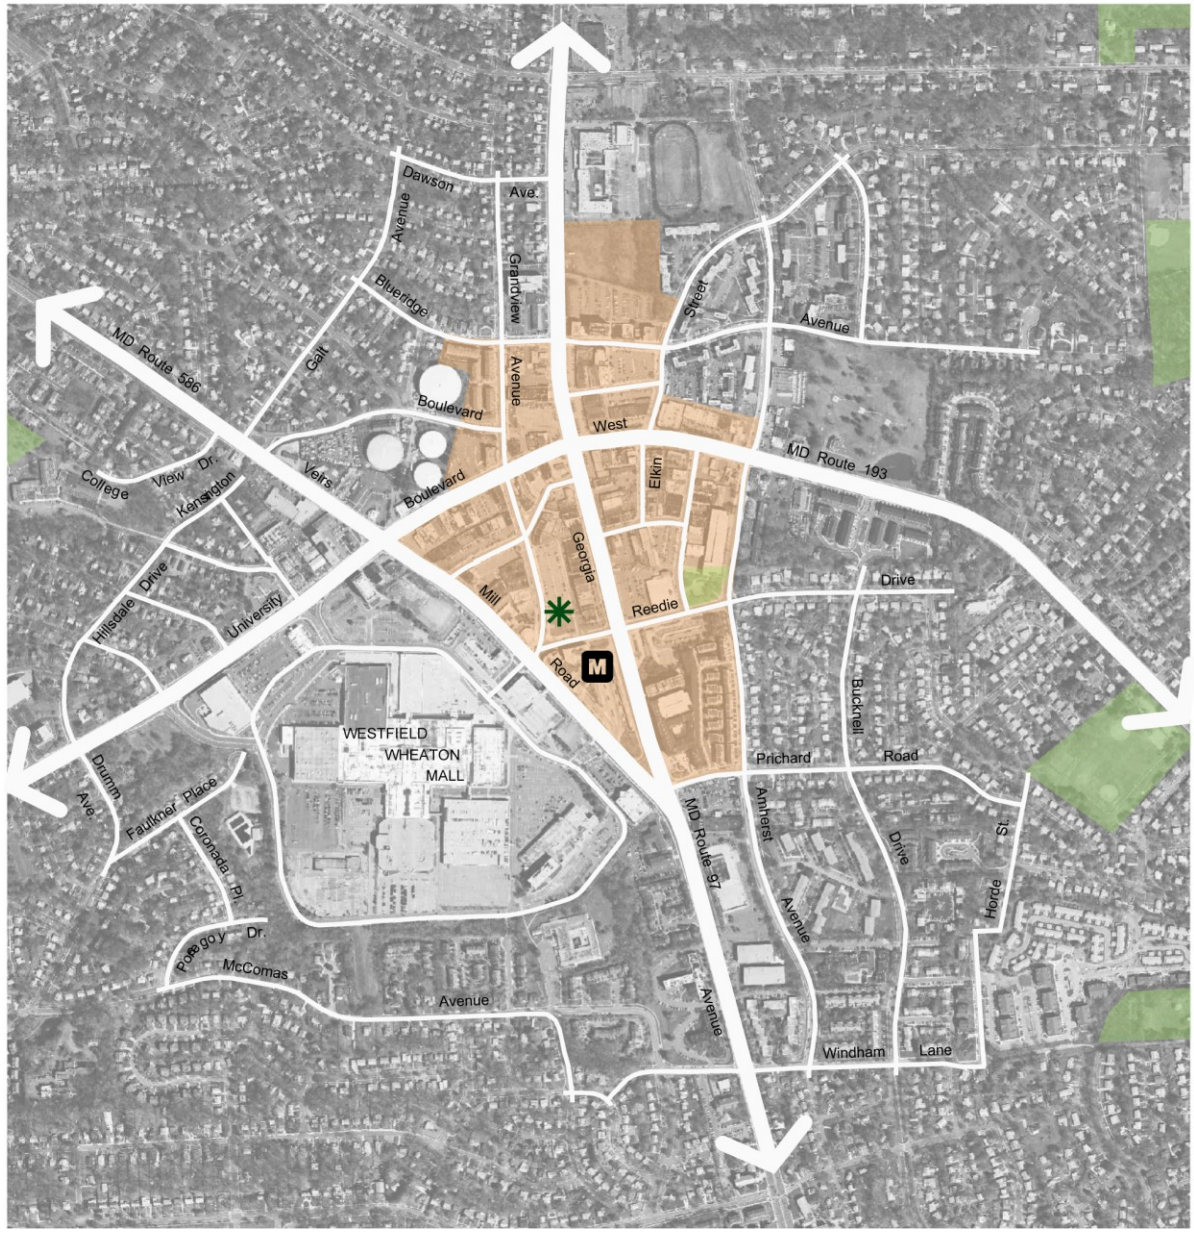 Dawson
Ave.
Avenue
Grandview
Street
Blueridge
Avenue
MD Route 586
Galt
Avenue
Boulevard
West
MD Route 193
Veirs
Elkin
College
View
Dr.
Kensington
Boulevard
Georgia
Drive
Mill
Drive
Hillsdale
University
Reedie
M
Road
Bucknell
WESTFIELD
WHEATON
MALL
Prichard
Road
Drumm
Ave.
Faulkner Place
Amherst
MD Route 97
Coronada Pl.
Drive
St.
Horde
Avenue
Dr.
McComas
Avenue
Avenue
Windham
Lane